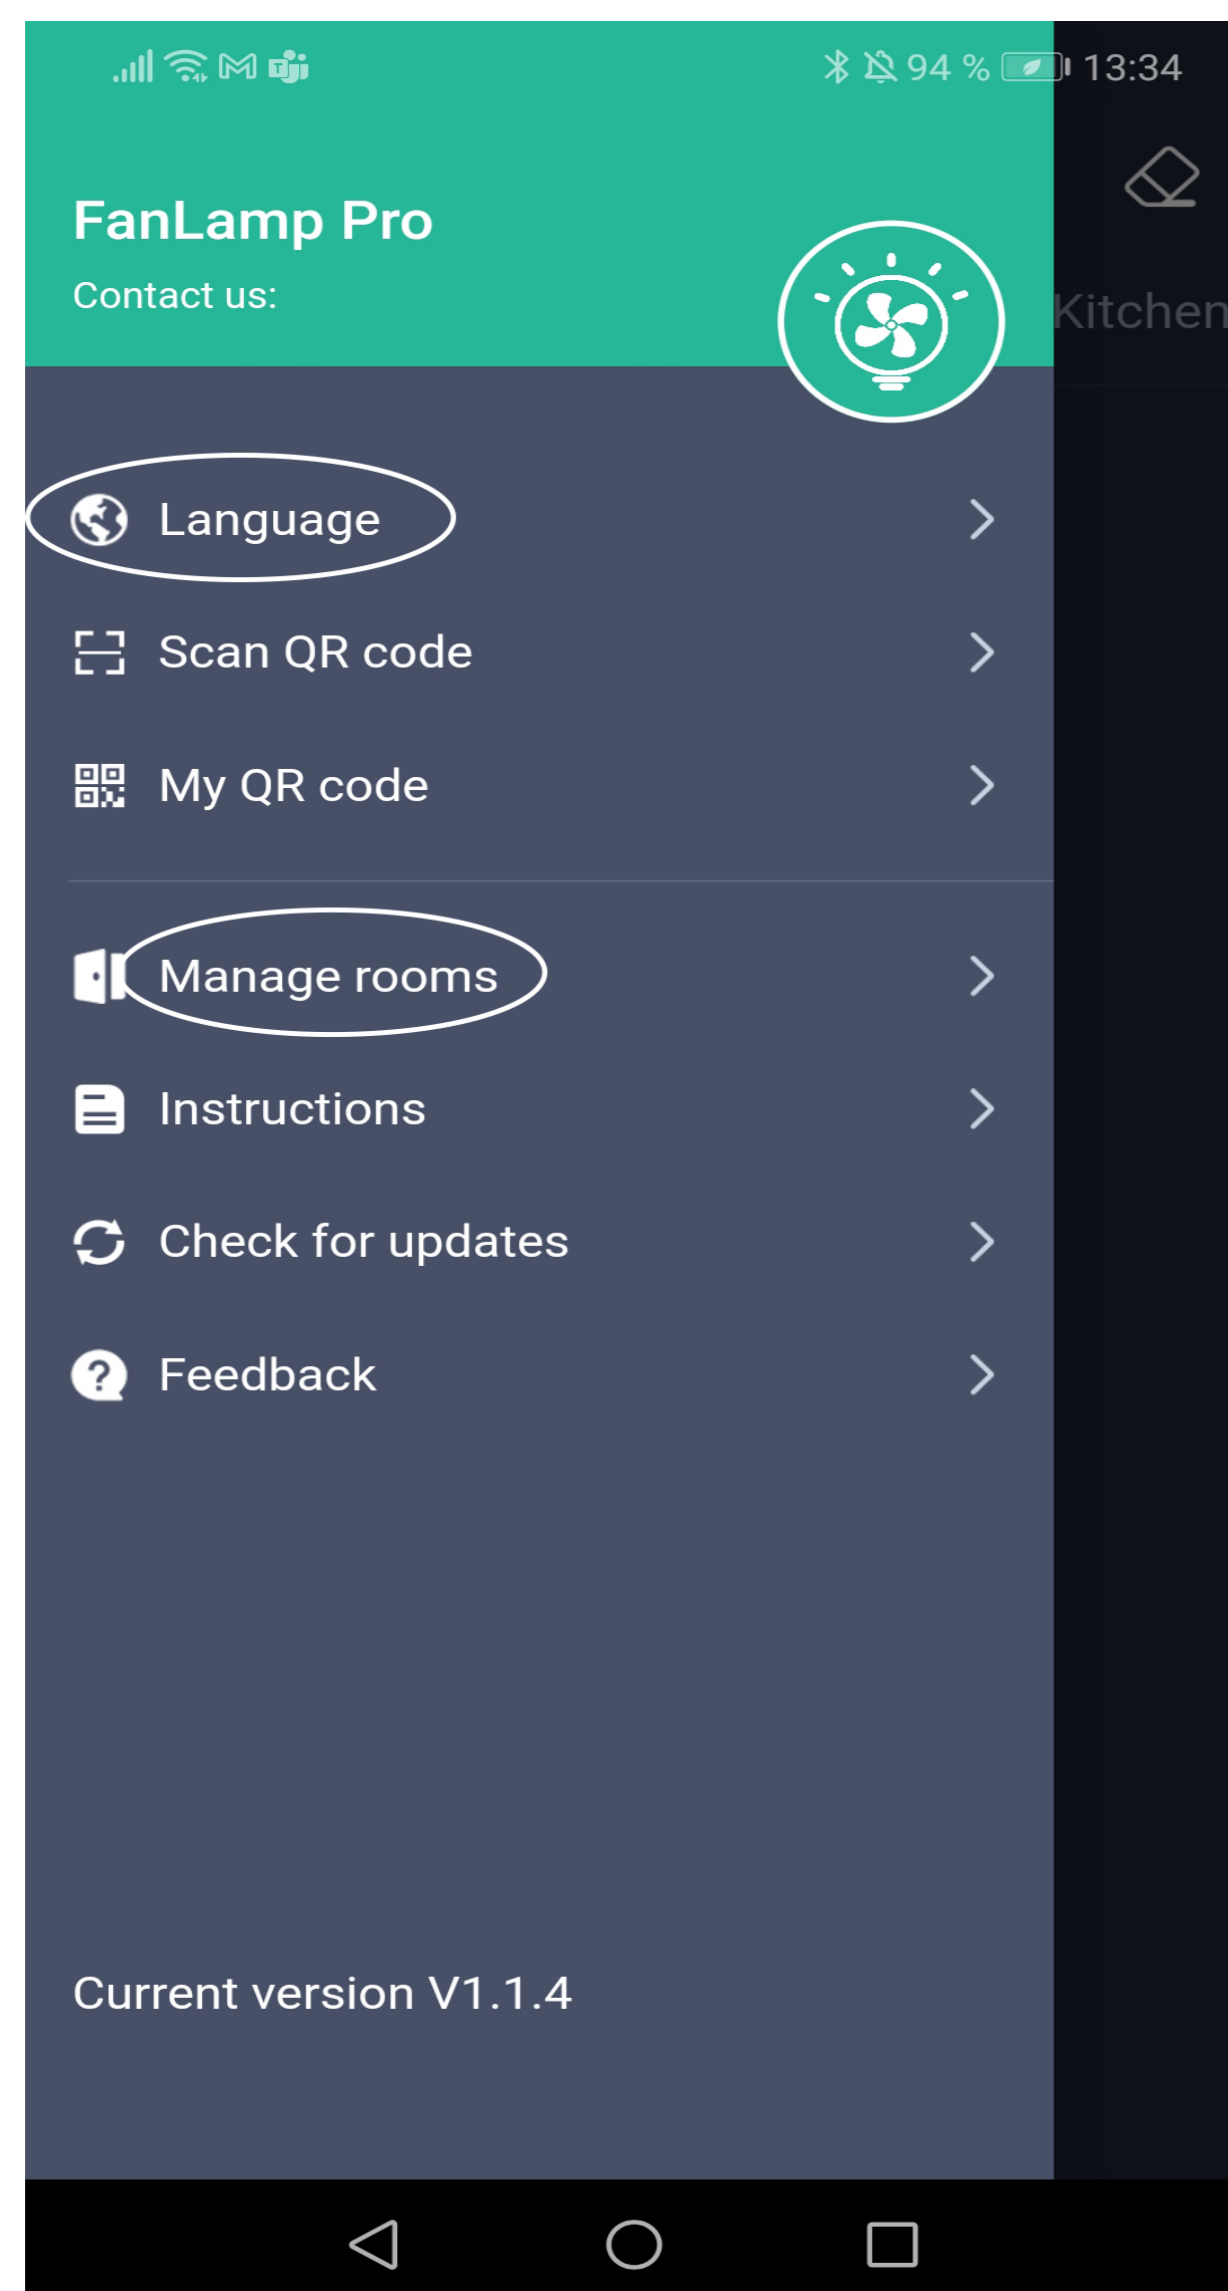 94 % 13:34
FanLamp Pro
Contact us:
Kitchen
Language
Scan QR code
My QR code
Manage rooms
Instructions
Check for updates
Feedback
Current version V1.1.4